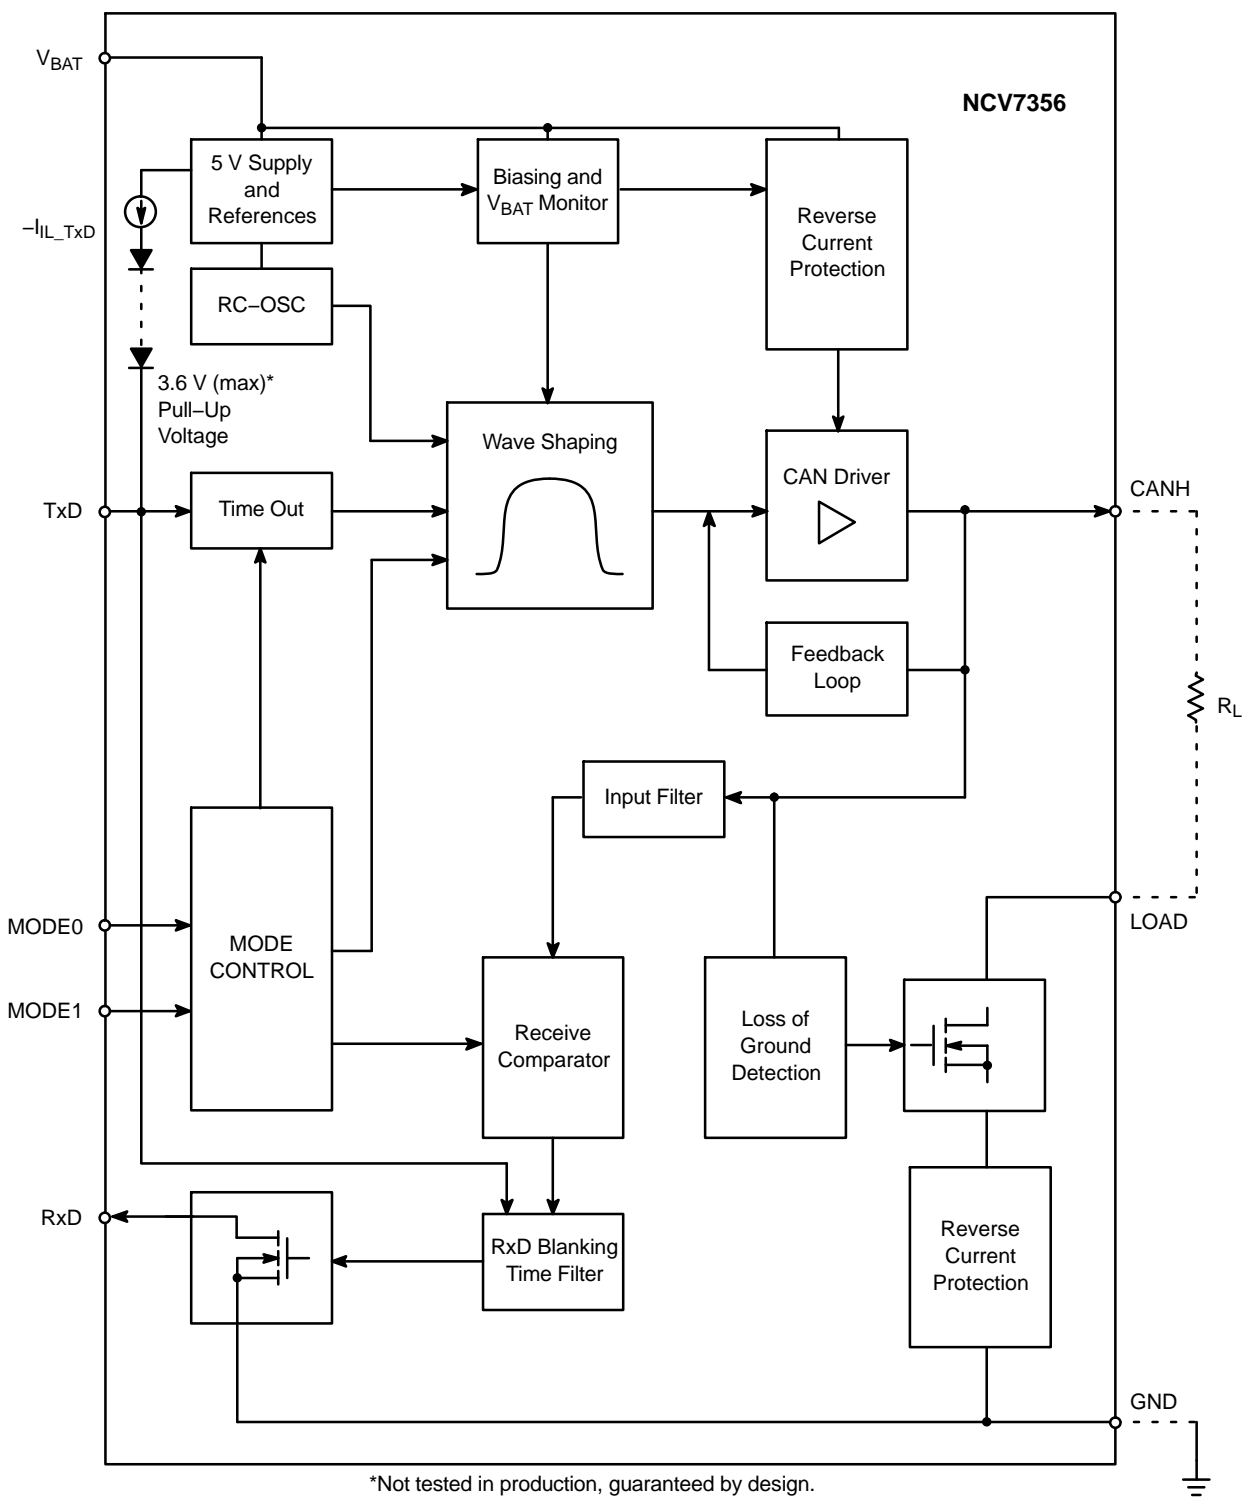 V_BAT
NCV7356
5 V Supply
and
References
Biasing and
V_BAT Monitor
Reverse
Current
Protection
–I_IL_TxD
RC–OSC
3.6 V (max)*
Pull–Up
Voltage
Wave Shaping
CAN Driver
CANH
TxD
Time Out
Feedback
Loop
R_L
Input Filter
MODE0
MODE
CONTROL
LOAD
MODE1
Receive
Comparator
Loss of
Ground
Detection
RxD
RxD Blanking
Time Filter
Reverse
Current
Protection
GND
*Not tested in production, guaranteed by design.